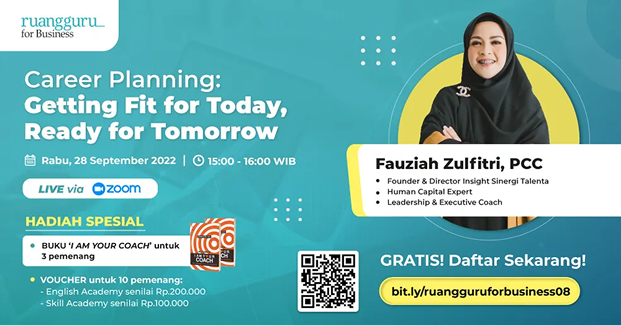 ruangguru
for Business
Career Planning:
Getting Fit for Today,
Ready for Tomorrow
Rabu, 28 September 2022 | 15:00 - 16:00 WIB
LIVE via zoom
HADIAH SPESIAL
• BUKU ‘I AM YOUR COACH’ untuk
3 pemenang
• VOUCHER untuk 10 pemenang:
- English Academy senilai Rp.200.000
- Skill Academy senilai Rp.100.000
COACH
Fauziah Zulfitri, PCC
• Founder & Director Insight Sinergi Talenta
• Human Capital Expert
• Leadership & Executive Coach
GRATIS! Daftar Sekarang!
bit.ly/ruangguruforbusiness08